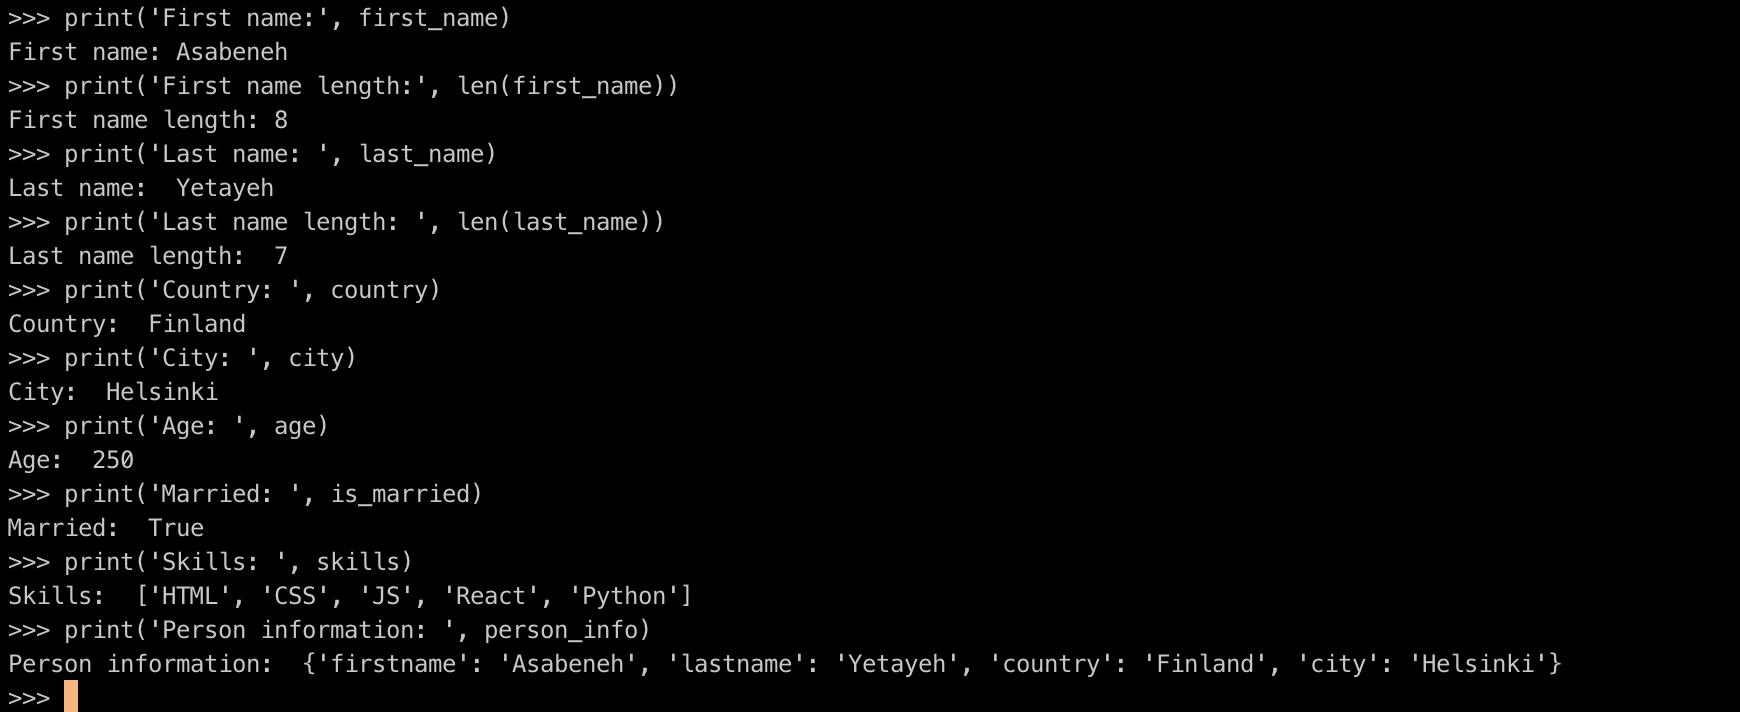 >>> print('First name:', first_name)
First name: Asabeneh
>>> print('First name length:', len(first_name))
First name length: 8
>>> print('Last name: ', last_name)
Last name:  Yetayeh
>>> print('Last name length: ', len(last_name))
Last name length:  7
>>> print('Country: ', country)
Country:  Finland
>>> print('City: ', city)
City:  Helsinki
>>> print('Age: ', age)
Age:  250
>>> print('Married: ', is_married)
Married:  True
>>> print('Skills: ', skills)
Skills:  ['HTML', 'CSS', 'JS', 'React', 'Python']
>>> print('Person information: ', person_info)
Person information:  {'firstname': 'Asabeneh', 'lastname': 'Yetayeh', 'country': 'Finland', 'city': 'Helsinki'}
>>>